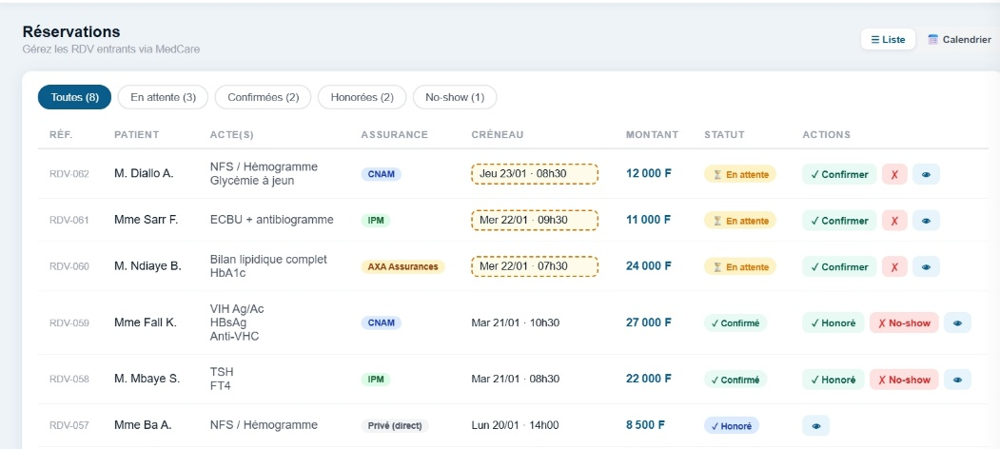 Réservations
Gérez les RDV entrants via MedCare
☰ Liste
Calendrier
Toutes (8) En attente (3) Confirmées (2) Honorées (2) No-show (1)
RÉF. PATIENT ACTE(S) ASSURANCE CRÉNEAU MONTANT STATUT ACTIONS
RDV-062 M. Diallo A. NFS / Hémogramme
Glycémie à jeun
CNAM Jeu 23/01 · 08h30 12 000 F ⏳ En attente ✓ Confirmer ✗
RDV-061 Mme Sarr F. ECBU + antibiogramme IPM Mer 22/01 · 09h30 11 000 F ⏳ En attente ✓ Confirmer ✗
RDV-060 M. Ndiaye B. Bilan lipidique complet
HbA1c
AXA Assurances Mer 22/01 · 07h30 24 000 F ⏳ En attente ✓ Confirmer ✗
RDV-059 Mme Fall K. VIH Ag/Ac
HBsAg
Anti-VHC
CNAM Mar 21/01 · 10h30 27 000 F ✓ Confirmé ✓ Honoré ✗ No-show
RDV-058 M. Mbaye S. TSH
FT4
IPM Mar 21/01 · 08h30 22 000 F ✓ Confirmé ✓ Honoré ✗ No-show
RDV-057 Mme Ba A. NFS / Hémogramme Privé (direct) Lun 20/01 · 14h00 8 500 F ✓ Honoré